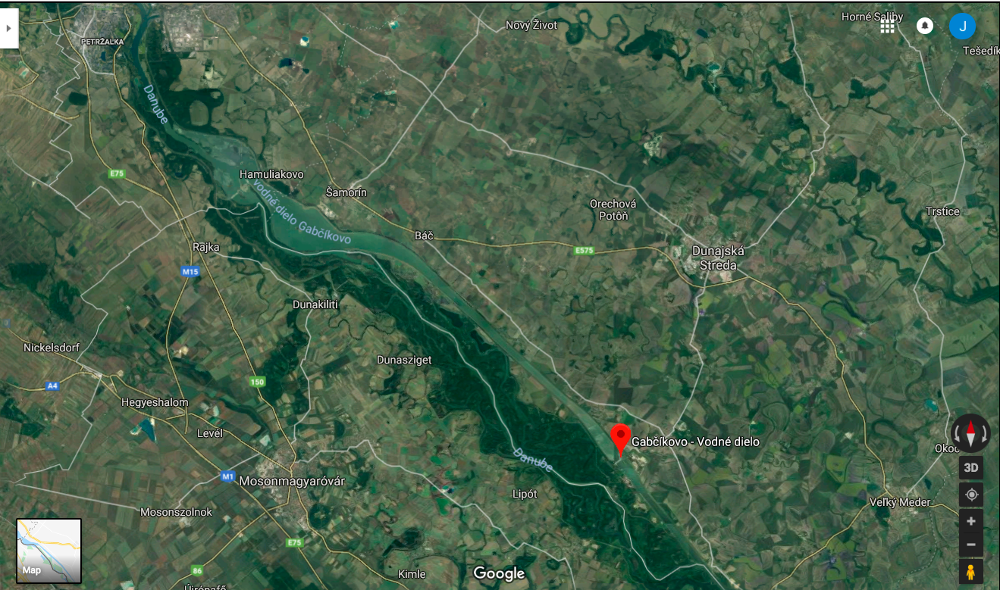 Horné Saliby
Nový Život
J
PETRŽALKA
Tešedík
Danube
E75
Hamuliakovo
Šamorín
vodné dielo Gabčíkovo
Orechová
Potôň
Trstice
Báč
Rajka
E575
Dunajská
Streda
M15
Dunakiliti
Nickelsdorf
Dunasziget
A4
150
Hegyeshalom
Levél
Gabčíkovo - Vodné dielo
Okoč
Danube
3D
M1
Mosonmagyaróvár
Lipót
Veľký Meder
Mosonszolnok
E75
Map
86
Kimle
Google